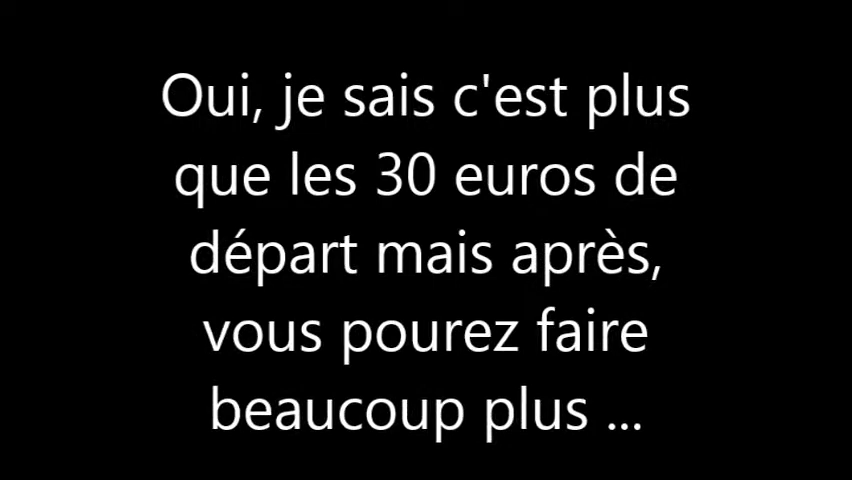 Oui, je sais c'est plus
que les 30 euros de
départ mais après,
vous pourez faire
beaucoup plus ...